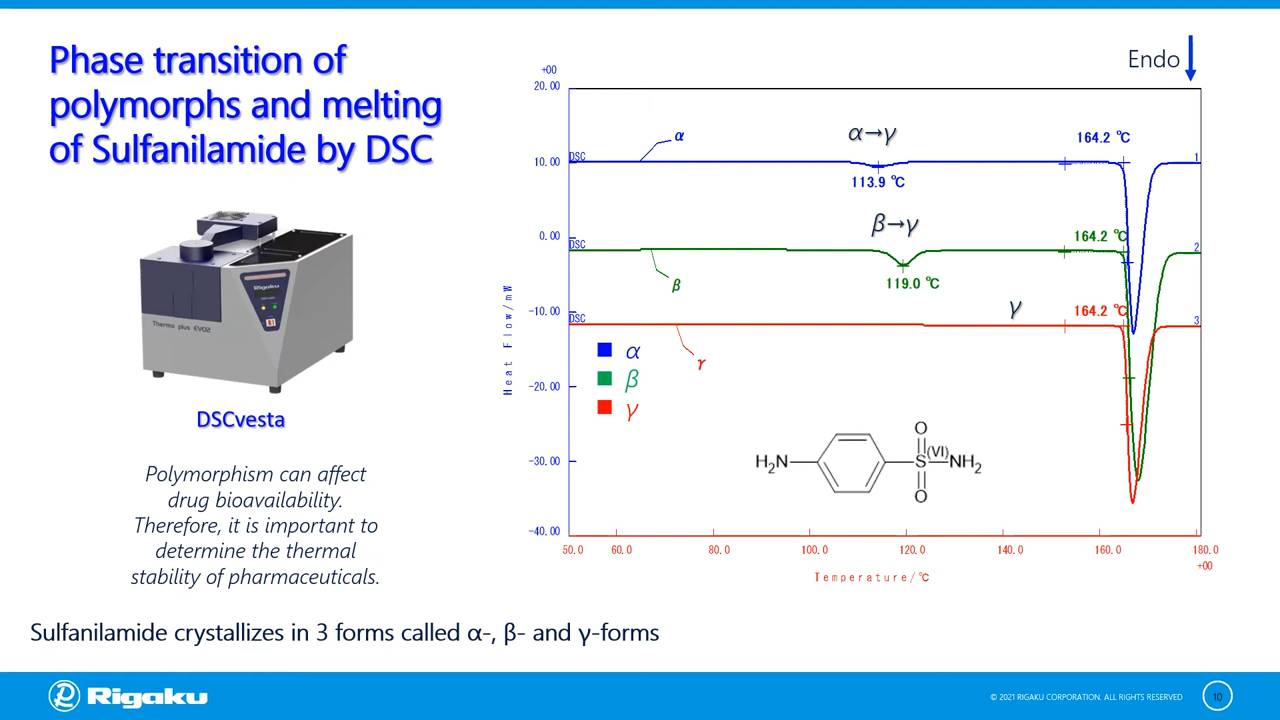 Phase transition of
polymorphs and melting
of Sulfanilamide by DSC
Rigaku
Thermo plus EVO2
DSCvesta
Polymorphism can affect
drug bioavailability.
Therefore, it is important to
determine the thermal
stability of pharmaceuticals.
Endo
+00
20.00
10.00
0.00
-10.00
-20.00
-30.00
-40.00
Heat Flow/mW
DSC
α
α→γ
113.9 ℃
164.2 ℃
1
DSC
β
β→γ
119.0 ℃
164.2 ℃
2
DSC
γ
γ
164.2 ℃
3
α
β
γ
H₂N
O
S
(VI)
NH₂
O
50.0 60.0 80.0 100.0 120.0 140.0 160.0 180.0
+00
Temperature/℃
Sulfanilamide crystallizes in 3 forms called α-, β- and γ-forms
Rigaku
© 2021 RIGAKU CORPORATION. ALL RIGHTS RESERVED
10